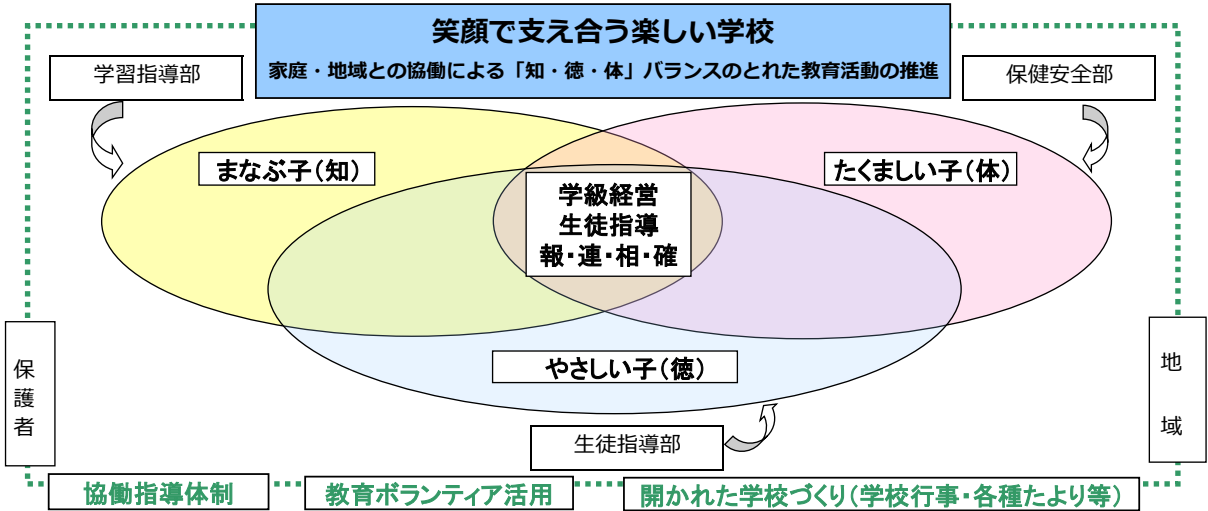 笑顔で支え合う楽しい学校
家庭・地域との協働による「知・徳・体」バランスのとれた教育活動の推進
学習指導部
保健安全部
まなぶ子(知)
たくましい子(体)
学級経営
生徒指導
報・連・相・確
やさしい子(徳)
保護者
地域
生徒指導部
協働指導体制
教育ボランティア活用
開かれた学校づくり(学校行事・各種たより等)